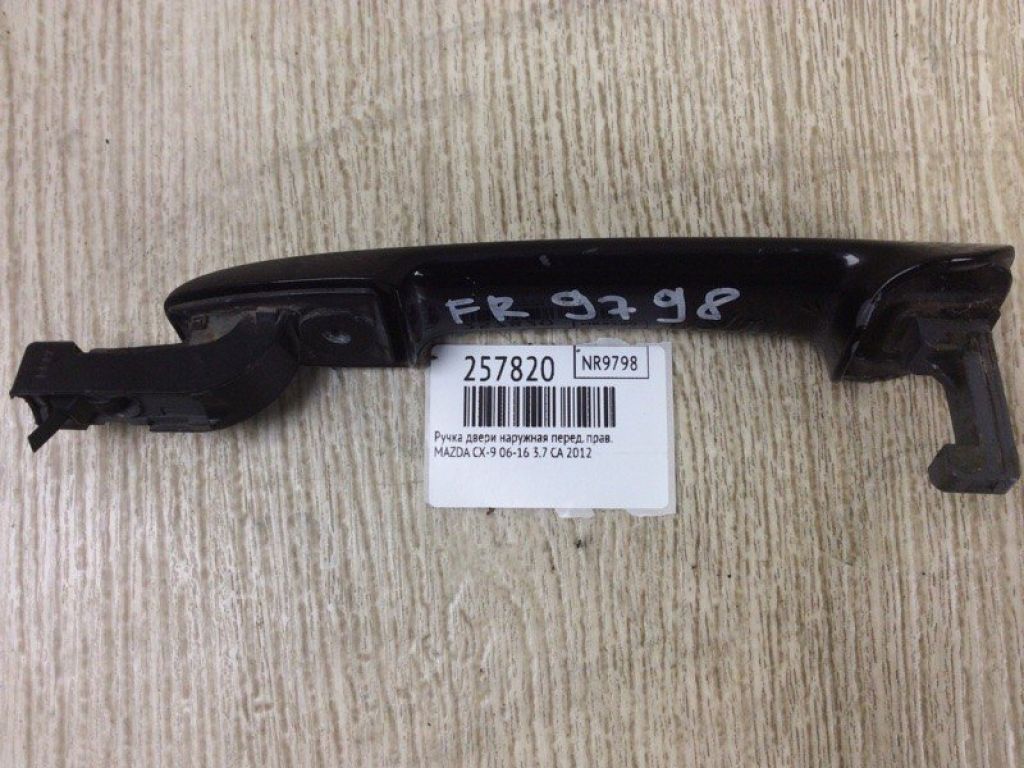 FR 9798
257820 NR9798
Ручка двери наружная перед. прав.
MAZDA CX-9 06-16 3.7 CA 2012